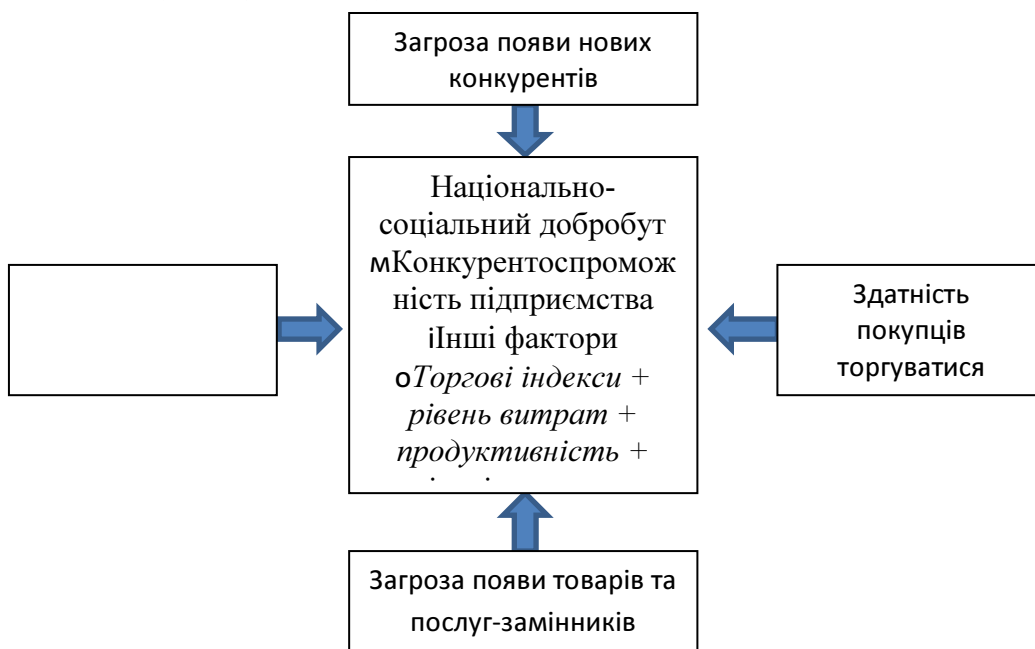 Загроза появи нових
конкурентів
Національно-
соціальний добробут
мКонкурентоспромож
ність підприємства
іІнші фактори
оТоргові індекси +
рівень витрат +
продуктивність +
Здатність
покупців
торгуватися
Загроза появи товарів та
послуг-замінників